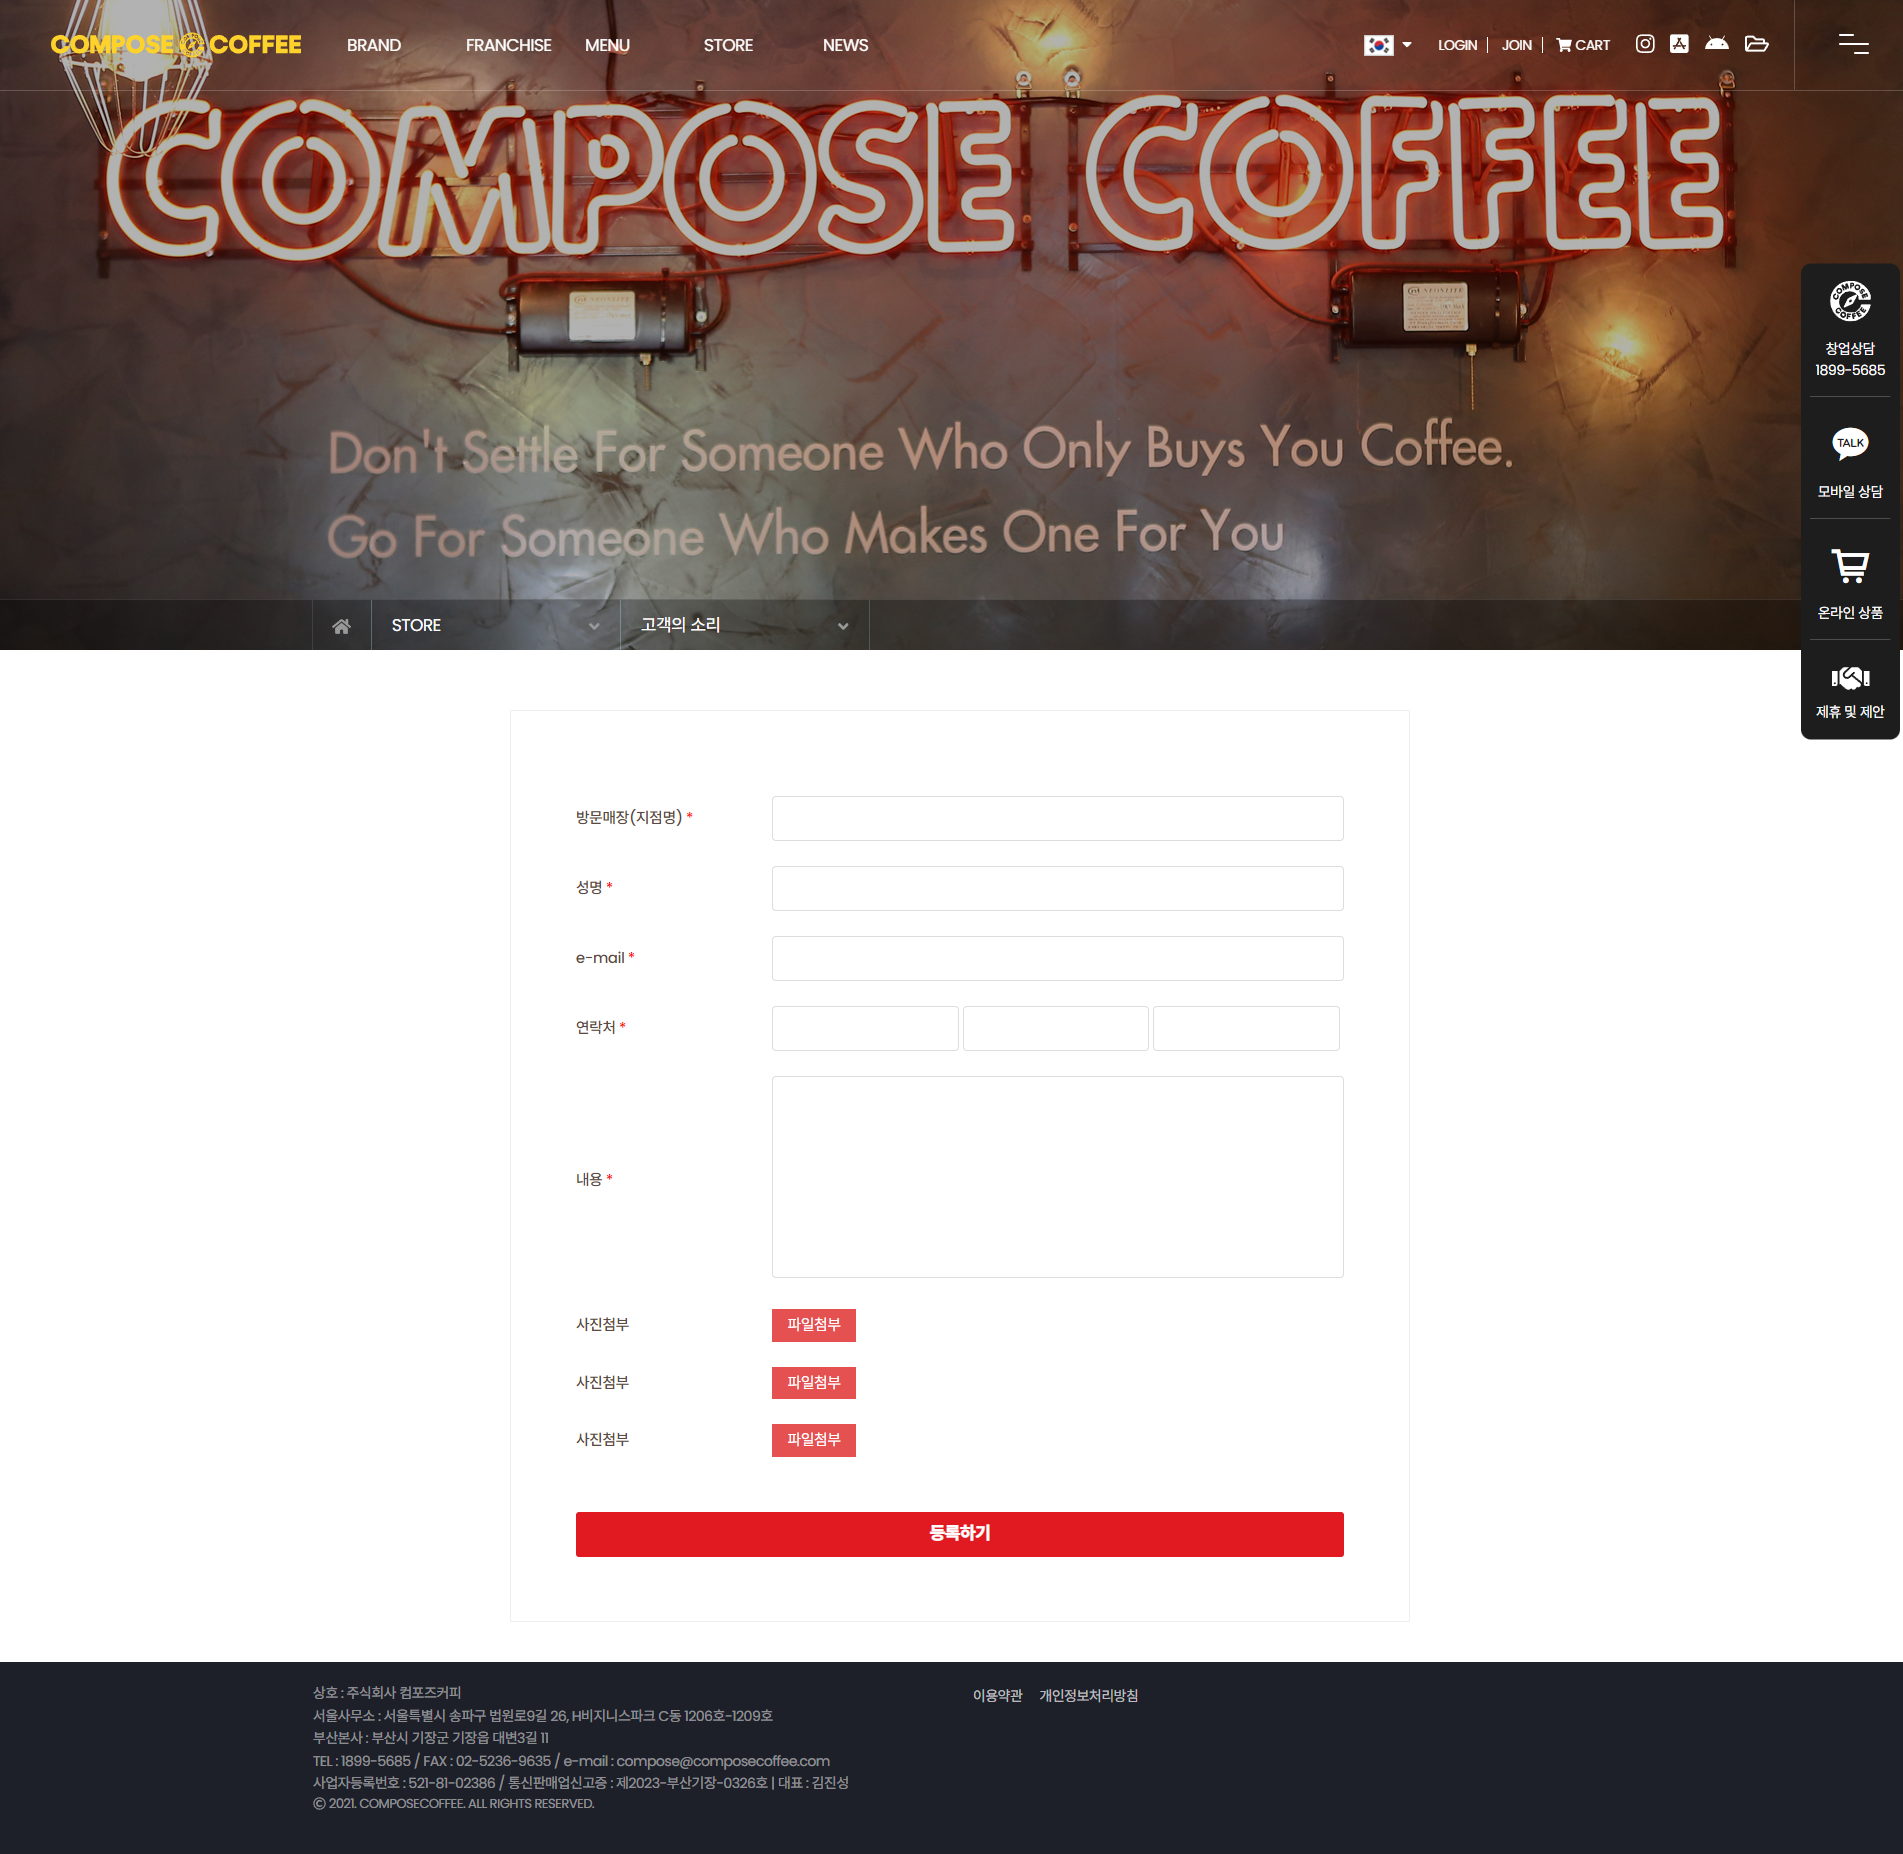 COMPOSE COFFEE
BRAND FRANCHISE MENU STORE NEWS
LOGIN JOIN CART
COMPOSE COFFEE
Don't Settle For Someone Who Only Buys You Coffee.
Go For Someone Who Makes One For You
COMPOSE COFFEE
창업상담
1899-5685
TALK
모바일 상담
온라인 상품
제휴 및 제안
STORE 고객의 소리
방문매장(지점명) *
성명 *
e-mail *
연락처 *
내용 *
사진첨부 파일첨부
사진첨부 파일첨부
사진첨부 파일첨부
등록하기
상호 : 주식회사 컴포즈커피
서울사무소 : 서울특별시 송파구 법원로9길 26, H비지니스파크 C동 1206호-1209호
부산본사 : 부산시 기장군 기장읍 대변3길 11
TEL : 1899-5685 / FAX : 02-5236-9635 / e-mail : compose@composecoffee.com
사업자등록번호 : 521-81-02386 / 통신판매업신고증 : 제2023-부산기장-0326호 | 대표 : 김진성
© 2021. COMPOSECOFFEE. ALL RIGHTS RESERVED.
이용약관 개인정보처리방침